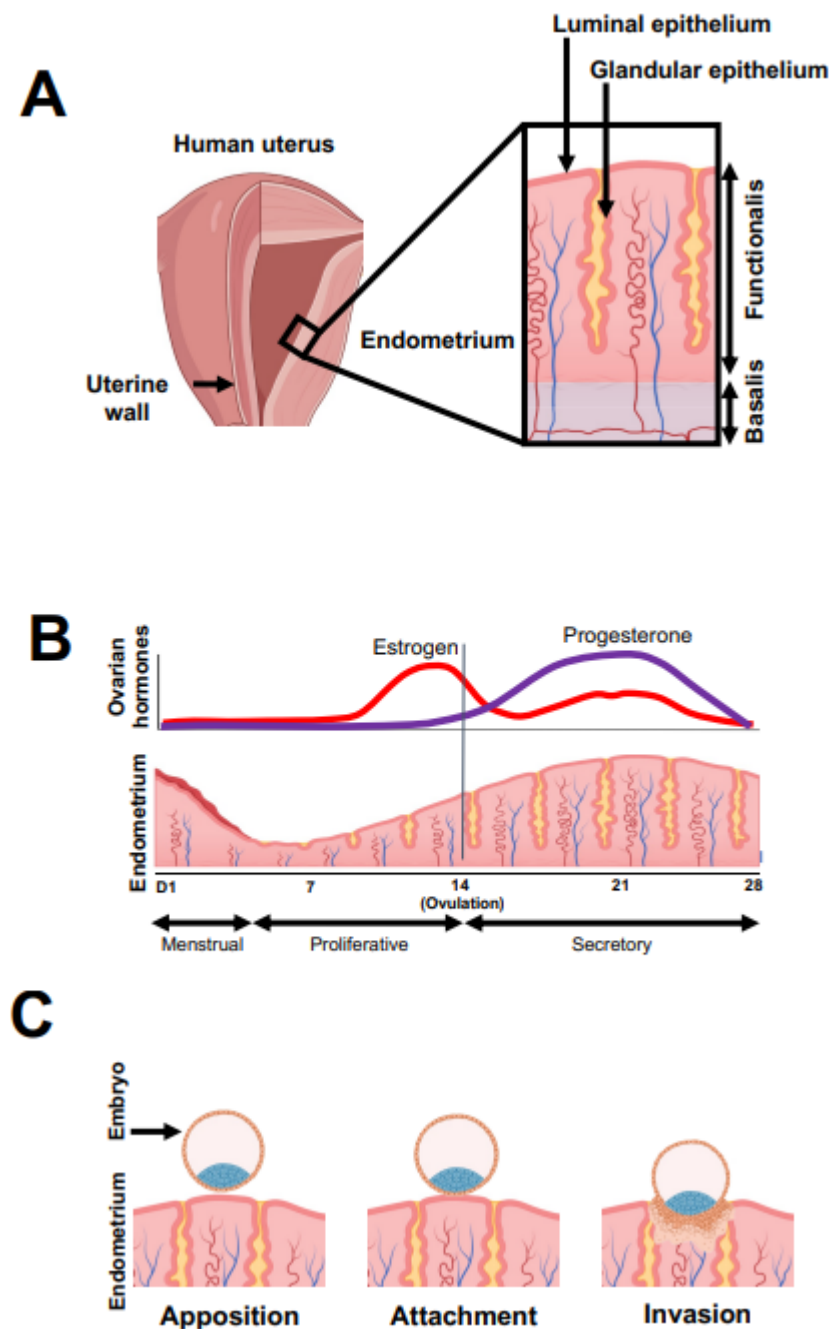 A
Luminal epithelium
Glandular epithelium
Human uterus
Uterine
wall
Endometrium
Functionalis
Basalis
B
Ovarian
hormones
Estrogen
Progesterone
Endometrium
D1
7
14
(Ovulation)
21
28
Menstrual
Proliferative
Secretory
C
Embryo
Endometrium
Apposition
Attachment
Invasion